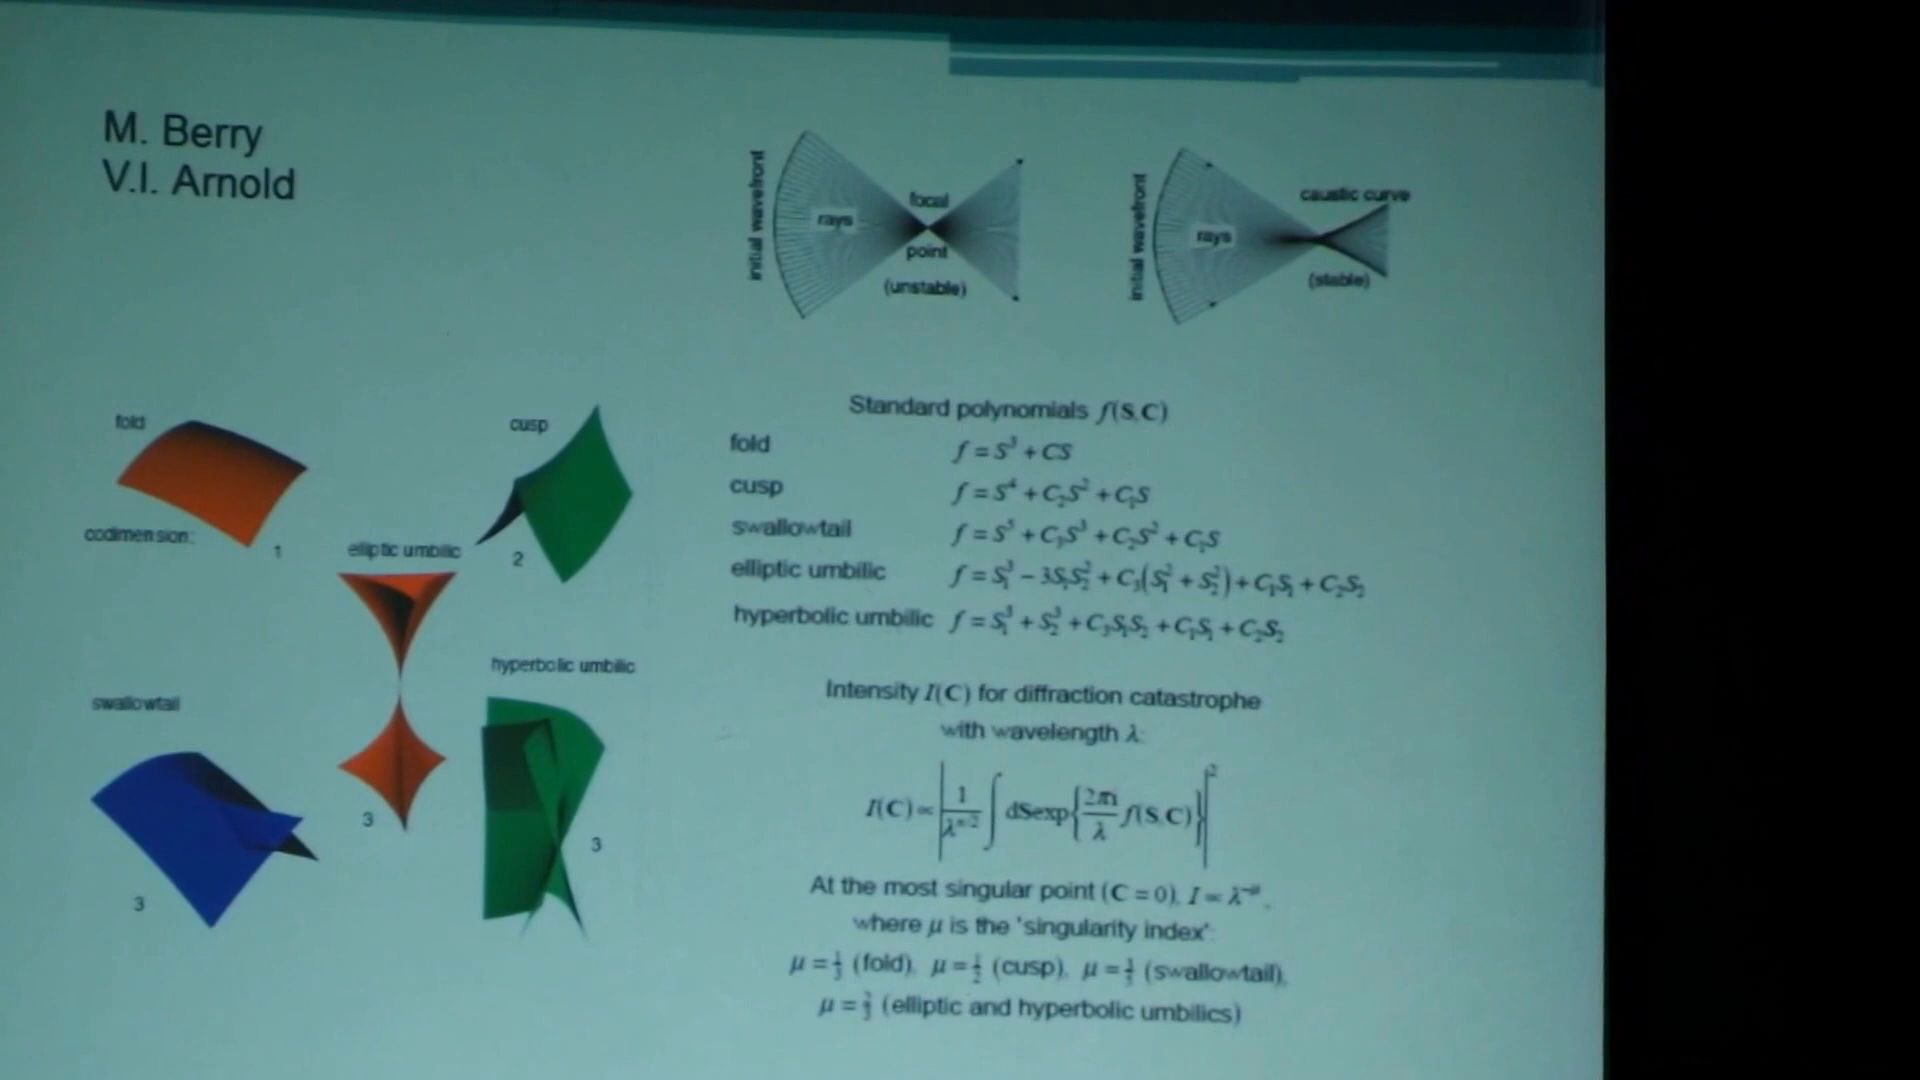 M. Berry
V.I. Arnold
initial wavefront
rays
focal
point
(unstable)
initial wavefront
rays
caustic curve
(stable)
fold
codimension:
1
cusp
2
elliptic umbilic
3
swallowtail
3
hyperbolic umbilic
3
Standard polynomials f(S,C)
fold f = S³ + CS
cusp f = S⁴ + C₂S² + C₁S
swallowtail f = S⁵ + C₃S³ + C₂S² + C₁S
elliptic umbilic f = S₁³ − 3S₁S₂² + C₃(S₁² + S₂²) + C₁S₁ + C₂S₂
hyperbolic umbilic f = S₁³ + S₂³ + C₃S₁S₂ + C₁S₁ + C₂S₂
Intensity I(C) for diffraction catastrophe
with wavelength λ:
I(C) ∝ |1/λⁿᐟ² ∫ dS exp{2πi/λ f(S,C)}|²
At the most singular point (C = 0), I ∝ λ^−μ,
where μ is the 'singularity index':
μ = (fold), μ = 1/2 (cusp), μ = (swallowtail),
μ = (elliptic and hyperbolic umbilics)